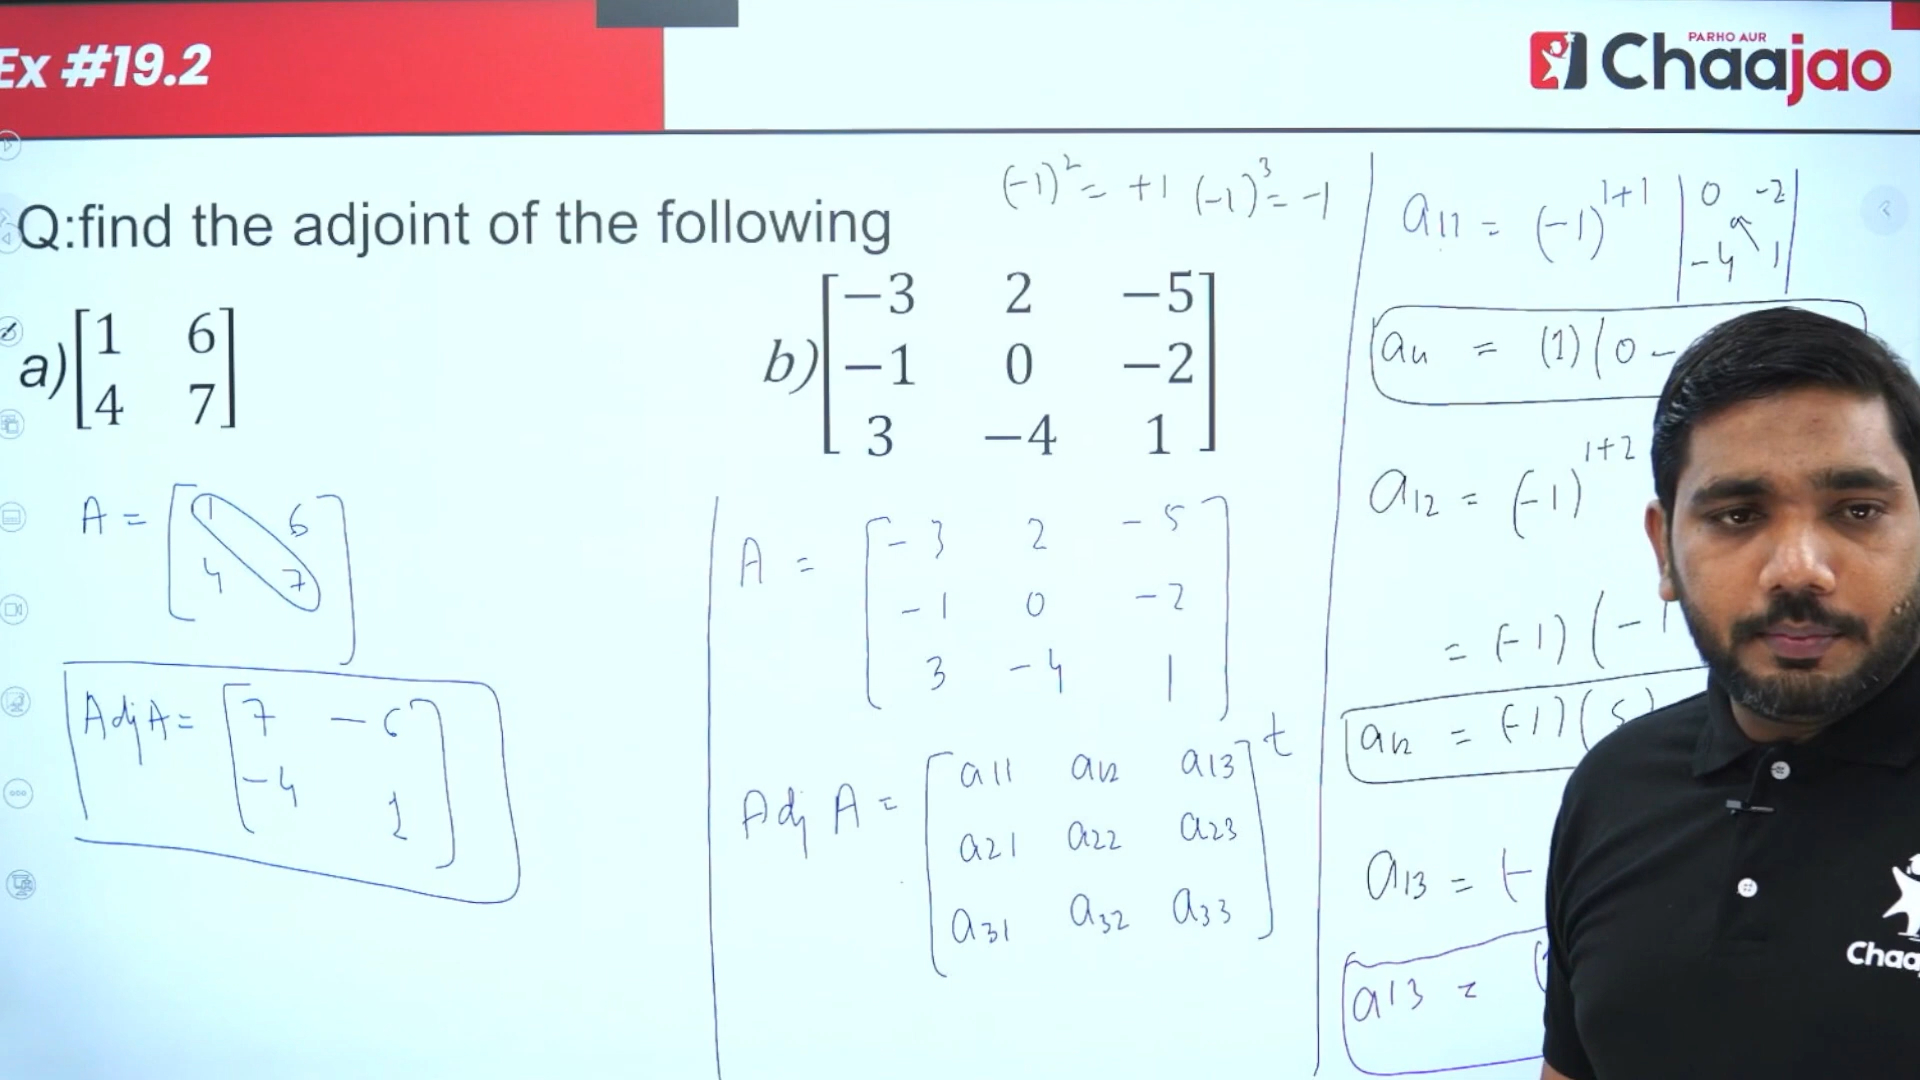 Ex #19.2
PARHO AUR
Chaajao
Q:find the adjoint of the following
(-1)² = +1 (-1)³ = -1
a) [1 6
4 7]
b) [−3 2 −5
−1 0 −2
3 −4 1]
A = [1 6
4 7]
Adj A = [7 -6
-4 1]
A = [-3 2 -5
-1 0 -2
3 -4 1]
Adj A = [a11 a12 a13
a21 a22 a23
a31 a32 a33]t
a11 = (-1)1+1 |0 -2
-4 1|
a11 = (1)(0 -
a12 = (-1)1+2
= (-1)(-1
a12 = (-1)(5)
a13 = (-
a13 = (
Chaa